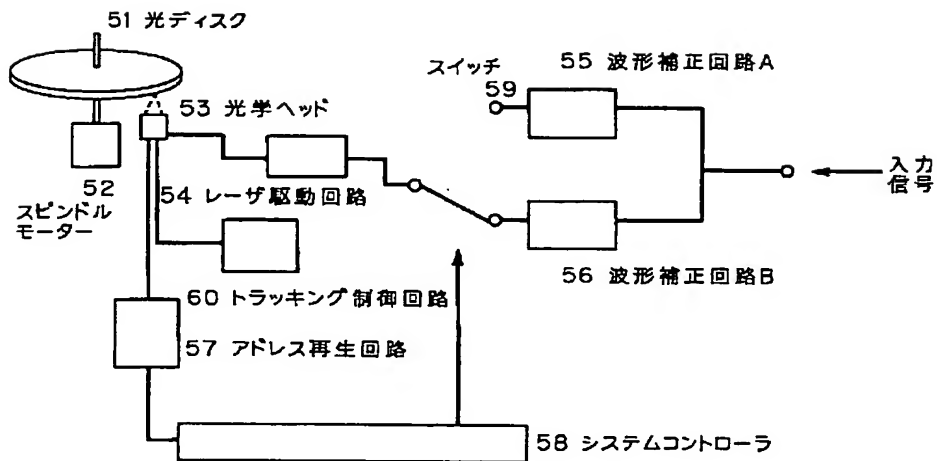 51 光ディスク
スイッチ
59
55 波形補正回路A
53 光学ヘッド
入力
信号
52
スピンドル
モーター
54 レーザ駆動回路
56 波形補正回路B
60 トラッキング制御回路
57 アドレス再生回路
58 システムコントローラ